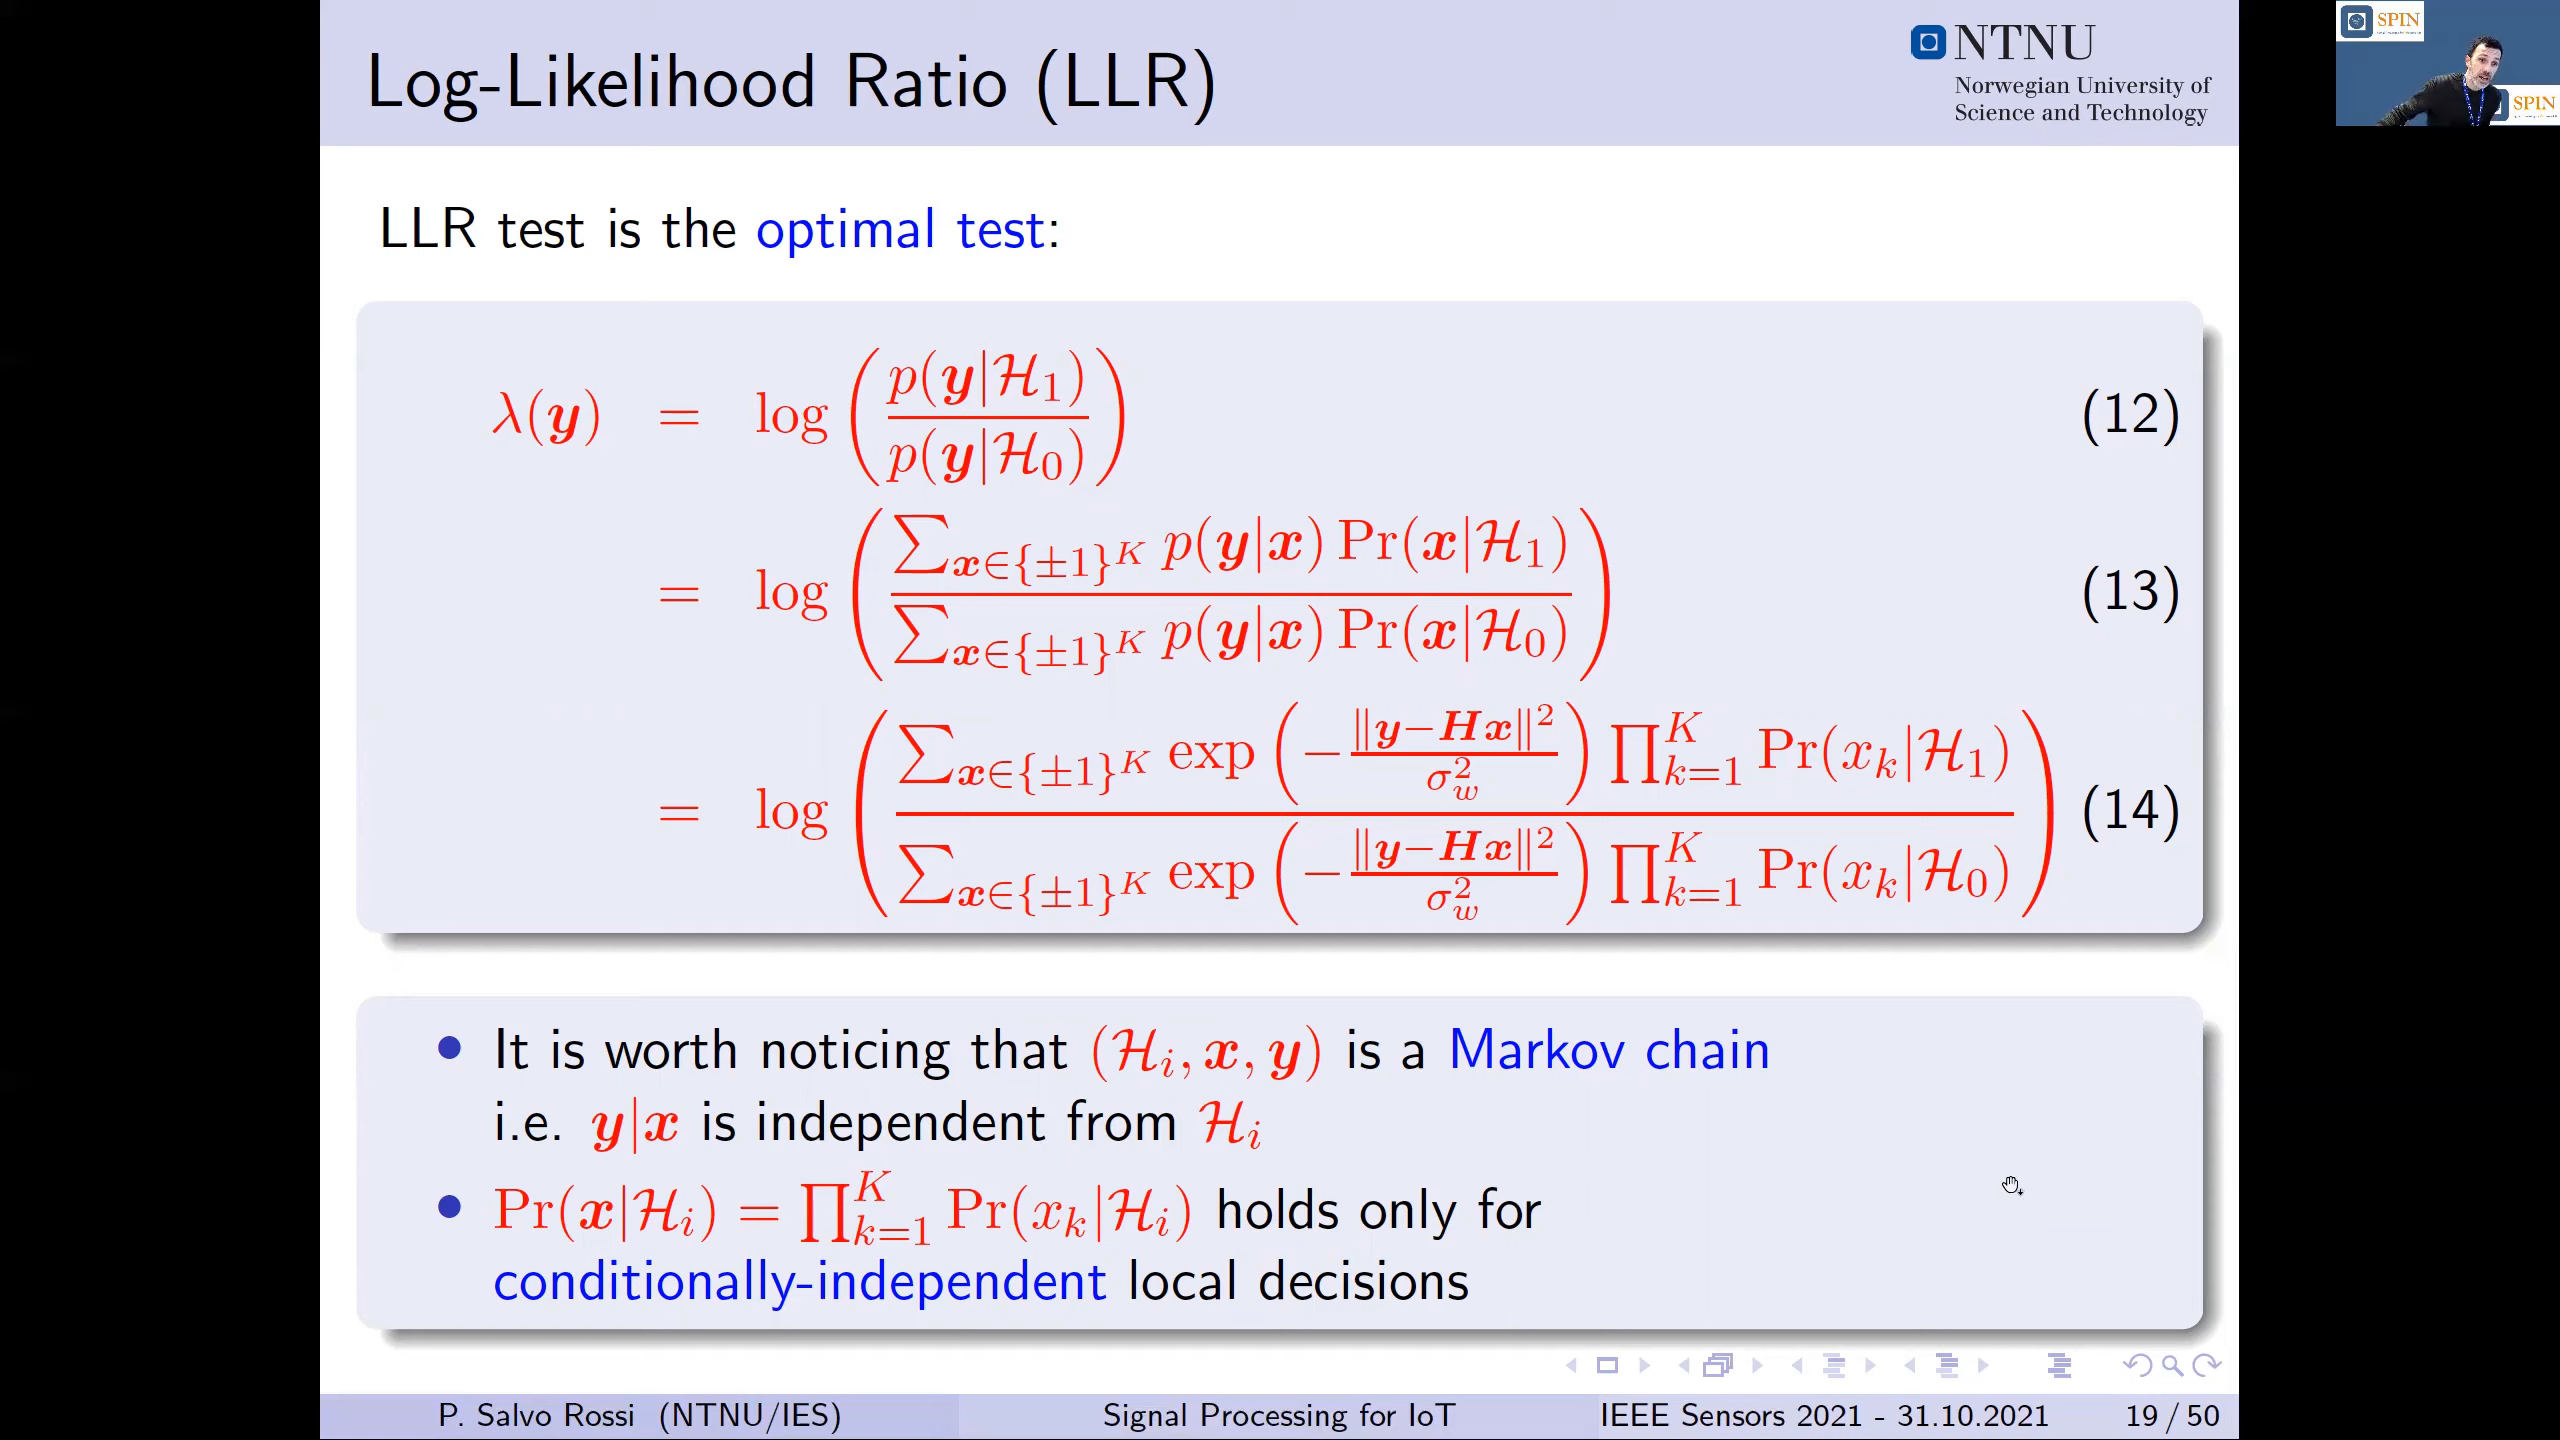 Log-Likelihood Ratio (LLR)
NTNU
Norwegian University of
Science and Technology
SPIN
SPIN
LLR test is the optimal test:
λ(y) = log ( p(y|ℋ₁) / p(y|ℋ₀) ) (12)
= log ( ∑_{x∈{±1}^K} p(y|x) Pr(x|ℋ₁) / ∑_{x∈{±1}^K} p(y|x) Pr(x|ℋ₀) ) (13)
= log ( ∑_{x∈{±1}^K} exp ( − ‖y−Hx‖² / σ_w² ) ∏_{k=1}^K Pr(x_k|ℋ₁) / ∑_{x∈{±1}^K} exp ( − ‖y−Hx‖² / σ_w² ) ∏_{k=1}^K Pr(x_k|ℋ₀) ) (14)
• It is worth noticing that (ℋ_i, x, y) is a Markov chain
i.e. y|x is independent from ℋ_i
• Pr(x|ℋ_i) = ∏_{k=1}^K Pr(x_k|ℋ_i) holds only for
conditionally-independent local decisions
P. Salvo Rossi (NTNU/IES) Signal Processing for IoT IEEE Sensors 2021 - 31.10.2021 19 / 50